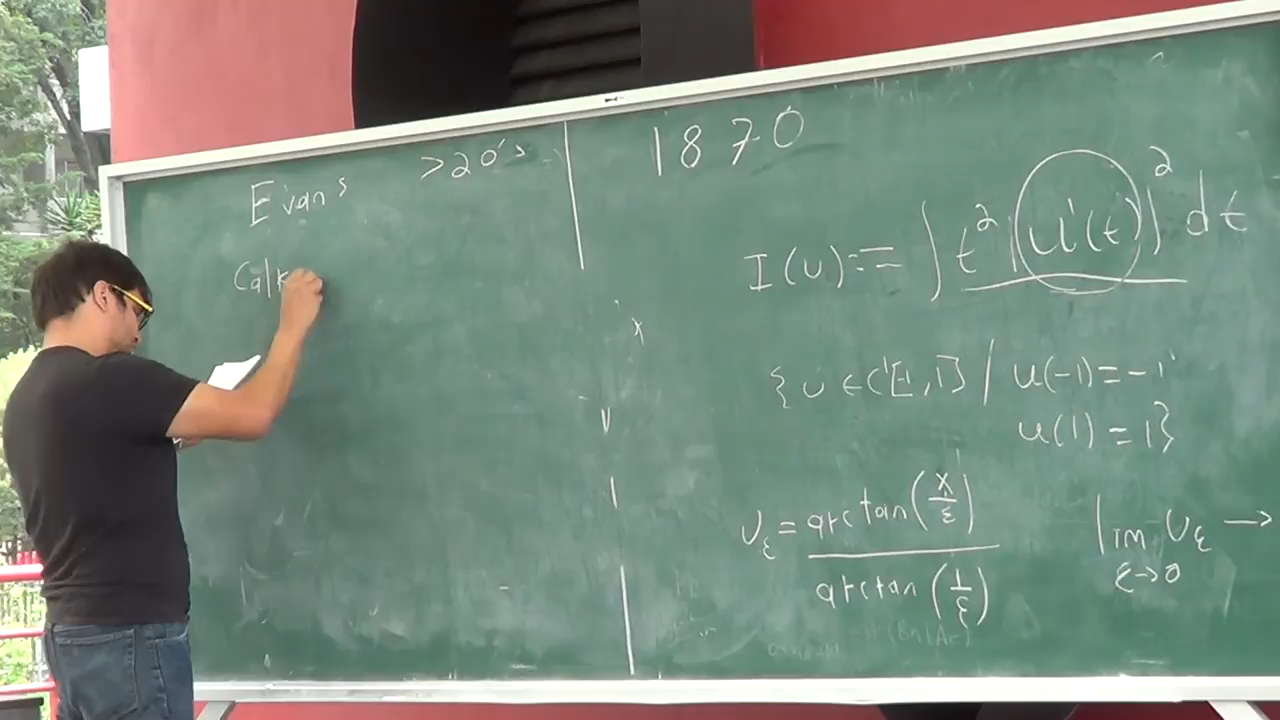 Evans >20's
Calk
1870
I(u):= ∫ t² |u'(t)|² dt
{u ∈ C'[-1,1] / u(-1)=-1
u(1)=1}
U_ε = arctan(x/ε) / arctan(1/ε)
lim U_ε →
ε→0